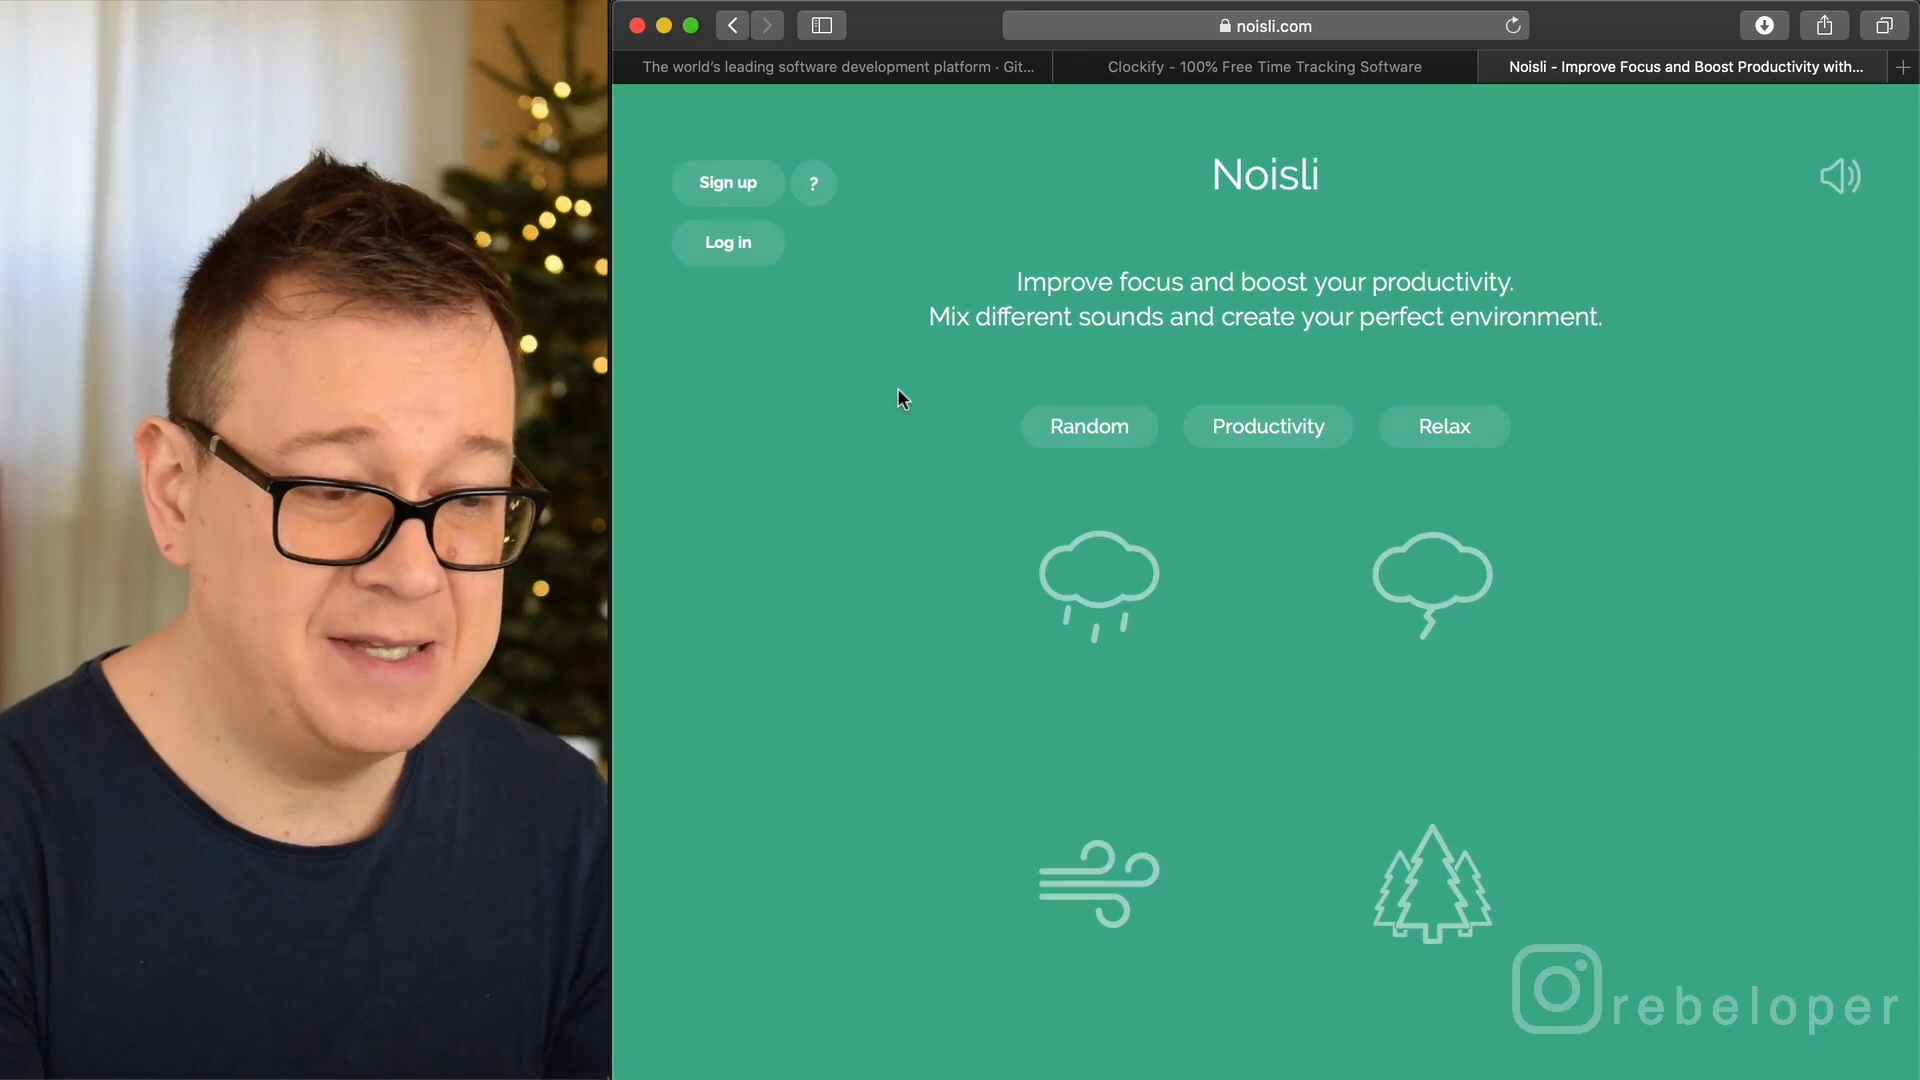 noisli.com
The world's leading software development platform · Git...
Clockify - 100% Free Time Tracking Software
Noisli - Improve Focus and Boost Productivity with...
Sign up
?
Noisli
Log in
Improve focus and boost your productivity.
Mix different sounds and create your perfect environment.
Random
Productivity
Relax
rebeloper